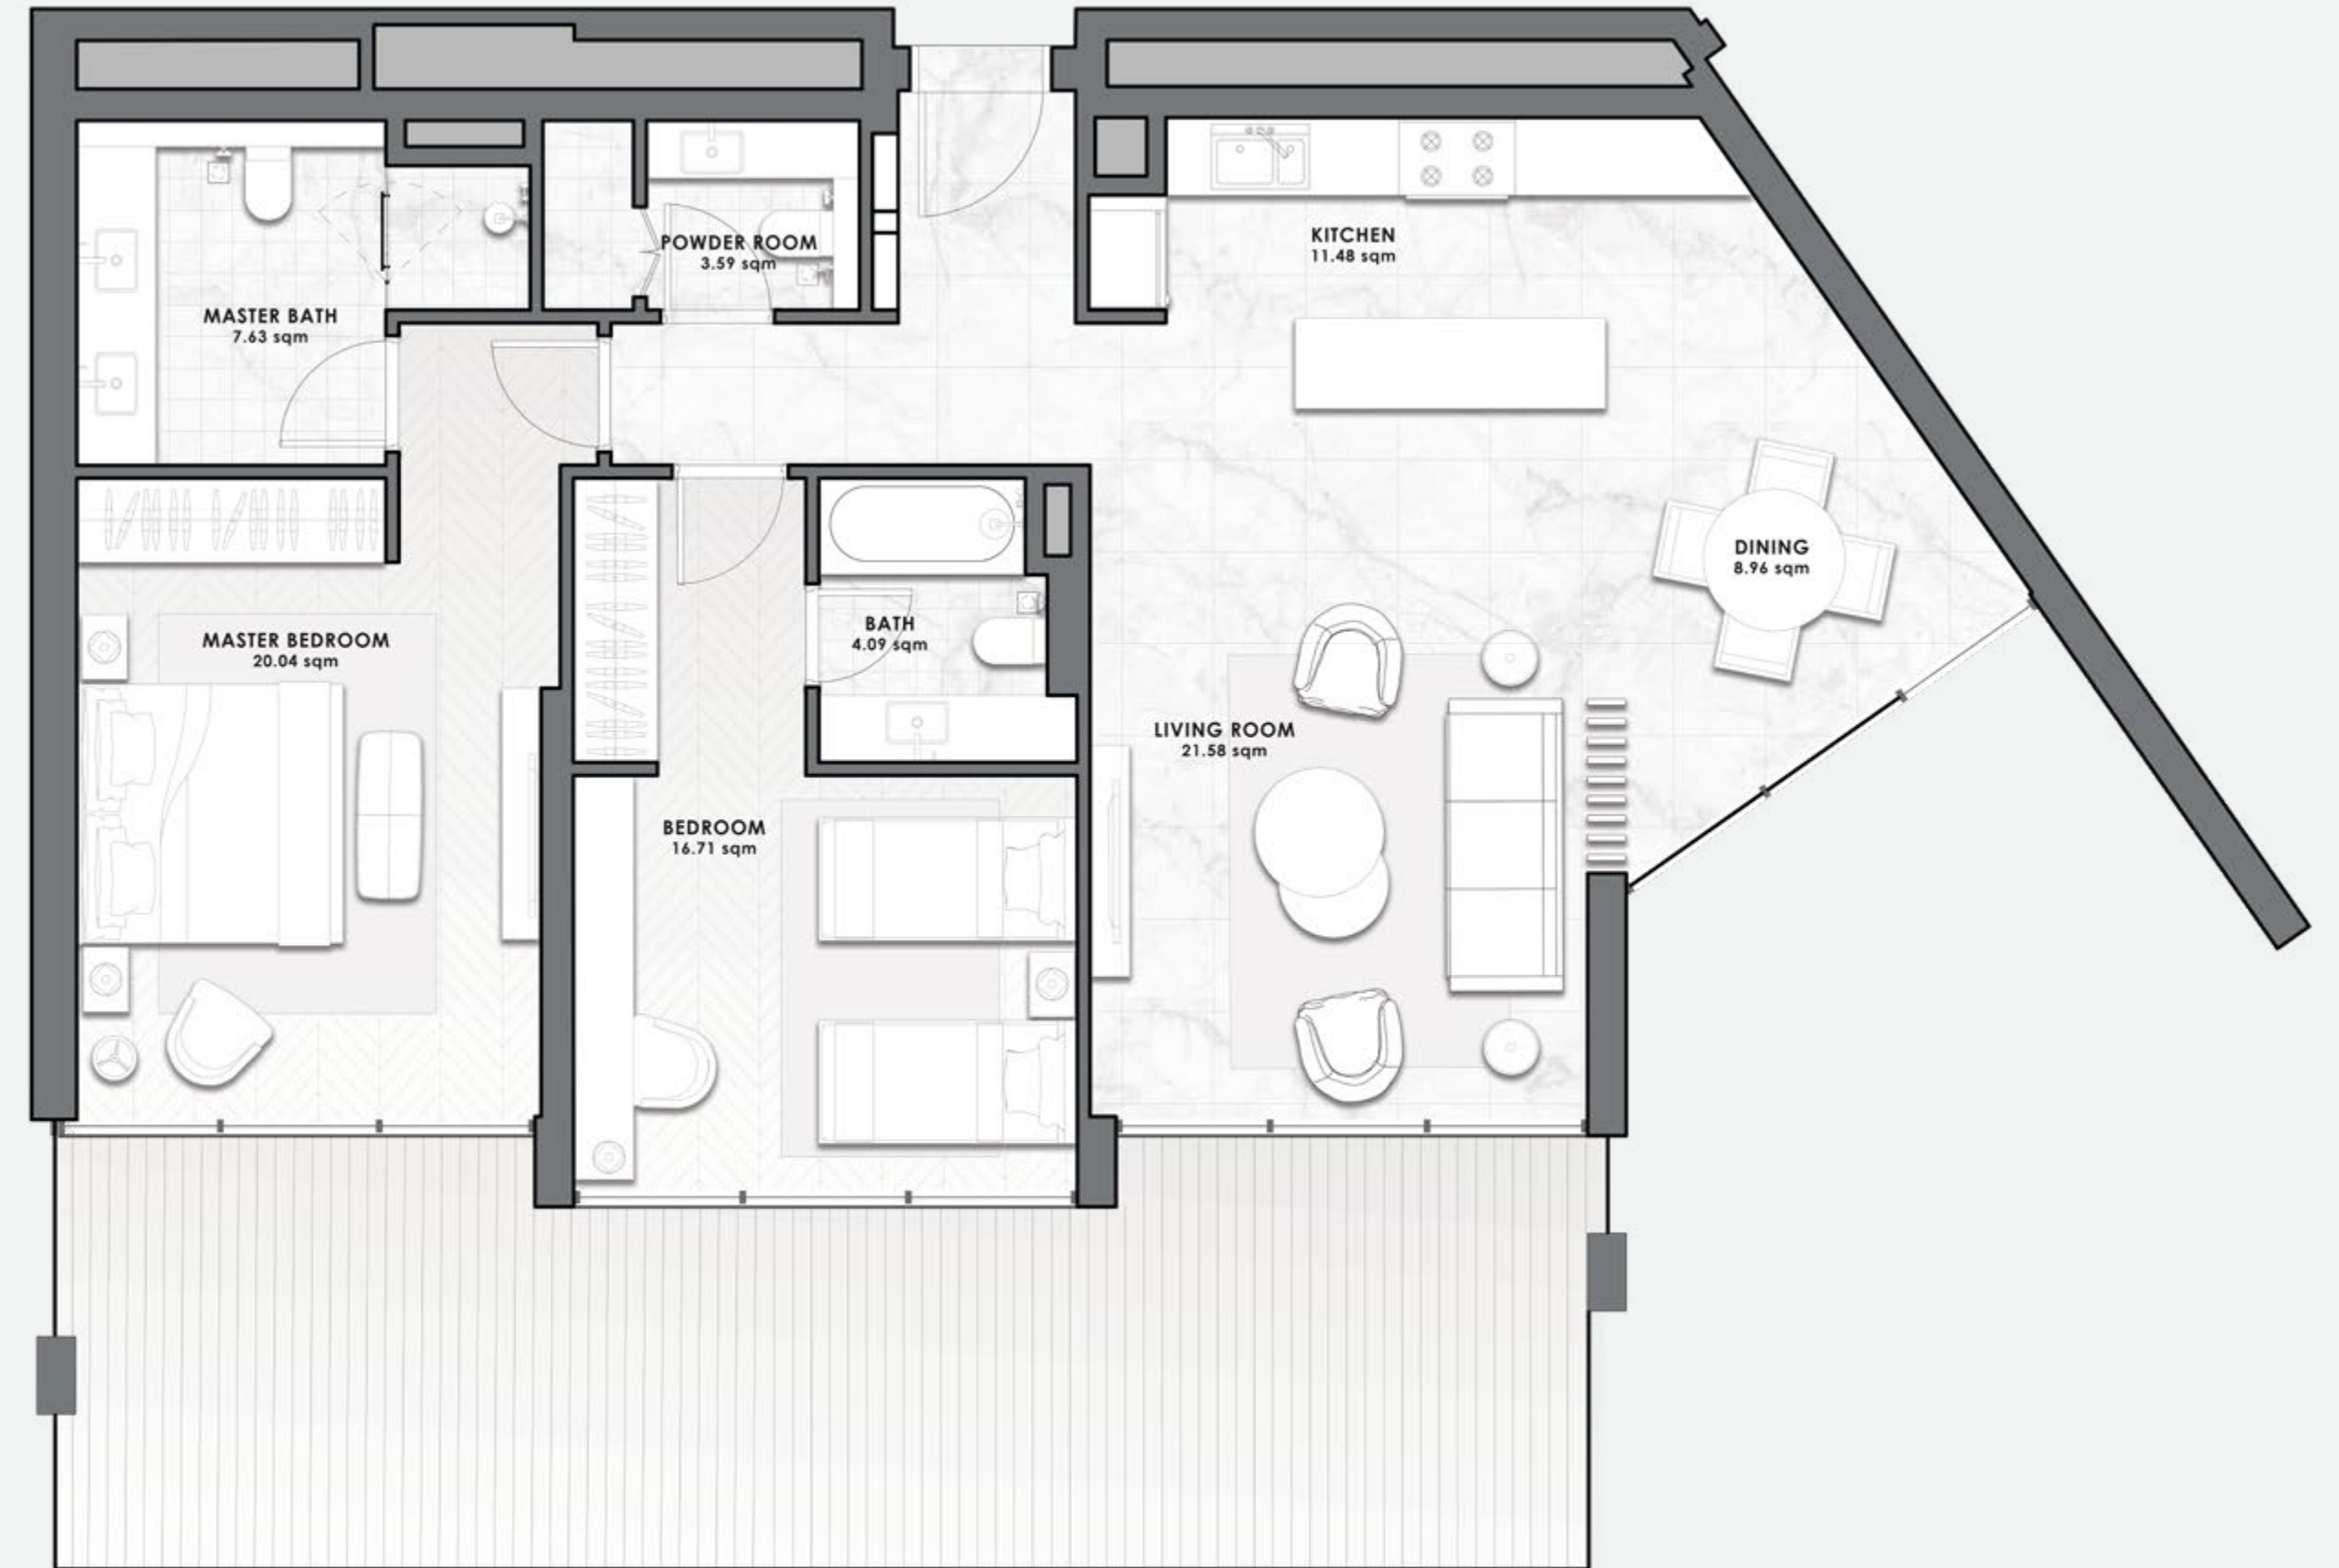 KITCHEN
11.48 sqm
POWDER ROOM
3.59 sqm
MASTER BATH
7.63 sqm
DINING
8.96 sqm
BATH
4.09 sqm
MASTER BEDROOM
20.04 sqm
LIVING ROOM
21.58 sqm
BEDROOM
16.71 sqm